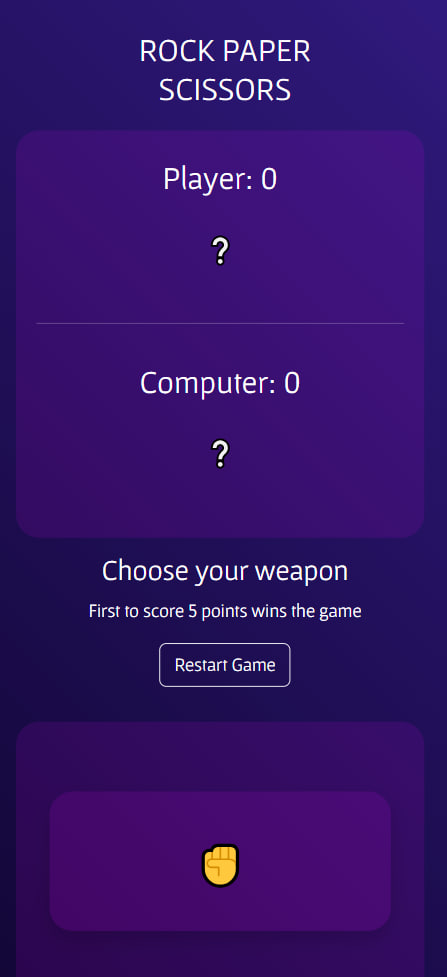 ROCK PAPER
SCISSORS
Player: 0
?
Computer: 0
?
Choose your weapon
First to score 5 points wins the game
Restart Game